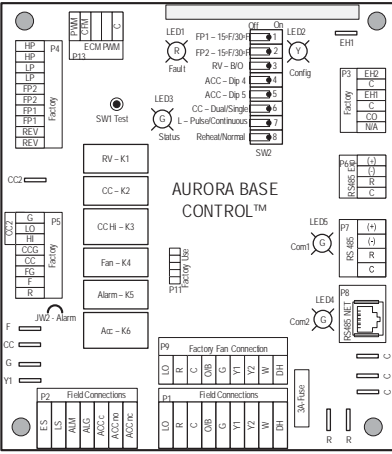 PWM
CFM
C
ECM PWM
P13
LED1
R
Fault
Off On
FP1 – 15ºF/30ºF 1
FP2 – 15ºF/30ºF 2
RV – B/O 3
ACC – Dip 4 4
ACC – Dip 5 5
CC – Dual/Single 6
L – Pulse/Continuous 7
Reheat/Normal 8
SW2
LED2
Y
Config
EH1
HP
HP
LP
LP
FP2
FP2
FP1
FP1
REV
REV
P4
Factory
SW1 Test
LED3
G
Status
P3
Factory
EH2
C
EH1
C
CO
N/A
CC2
RV – K1
CC – K2
CC Hi – K3
Fan – K4
Alarm – K5
Acc – K6
AURORA BASE
CONTROL™
P6
RS485 EXP
(+)
(-)
R
C
CC2
G
LO
HI
CCG
CC
FG
F
R
P5
Factory
Factory Use
P11
LED5
G
Com1
P7
RS 485
(+)
(-)
R
C
JW2 - Alarm
LED4
G
Com2
P8
RS485 NET
F
CC
G
Y1
P9 Factory Fan Connection
LO
R
C
O/B
G
Y1
Y2
W
DH
C
C
C
P2 Field Connections
ES
LS
ALM
ALG
ACC c
ACC no
ACC nc
P1 Field Connections
LO
R
C
O/B
G
Y1
Y2
W
DH
3A-Fuse
R
R